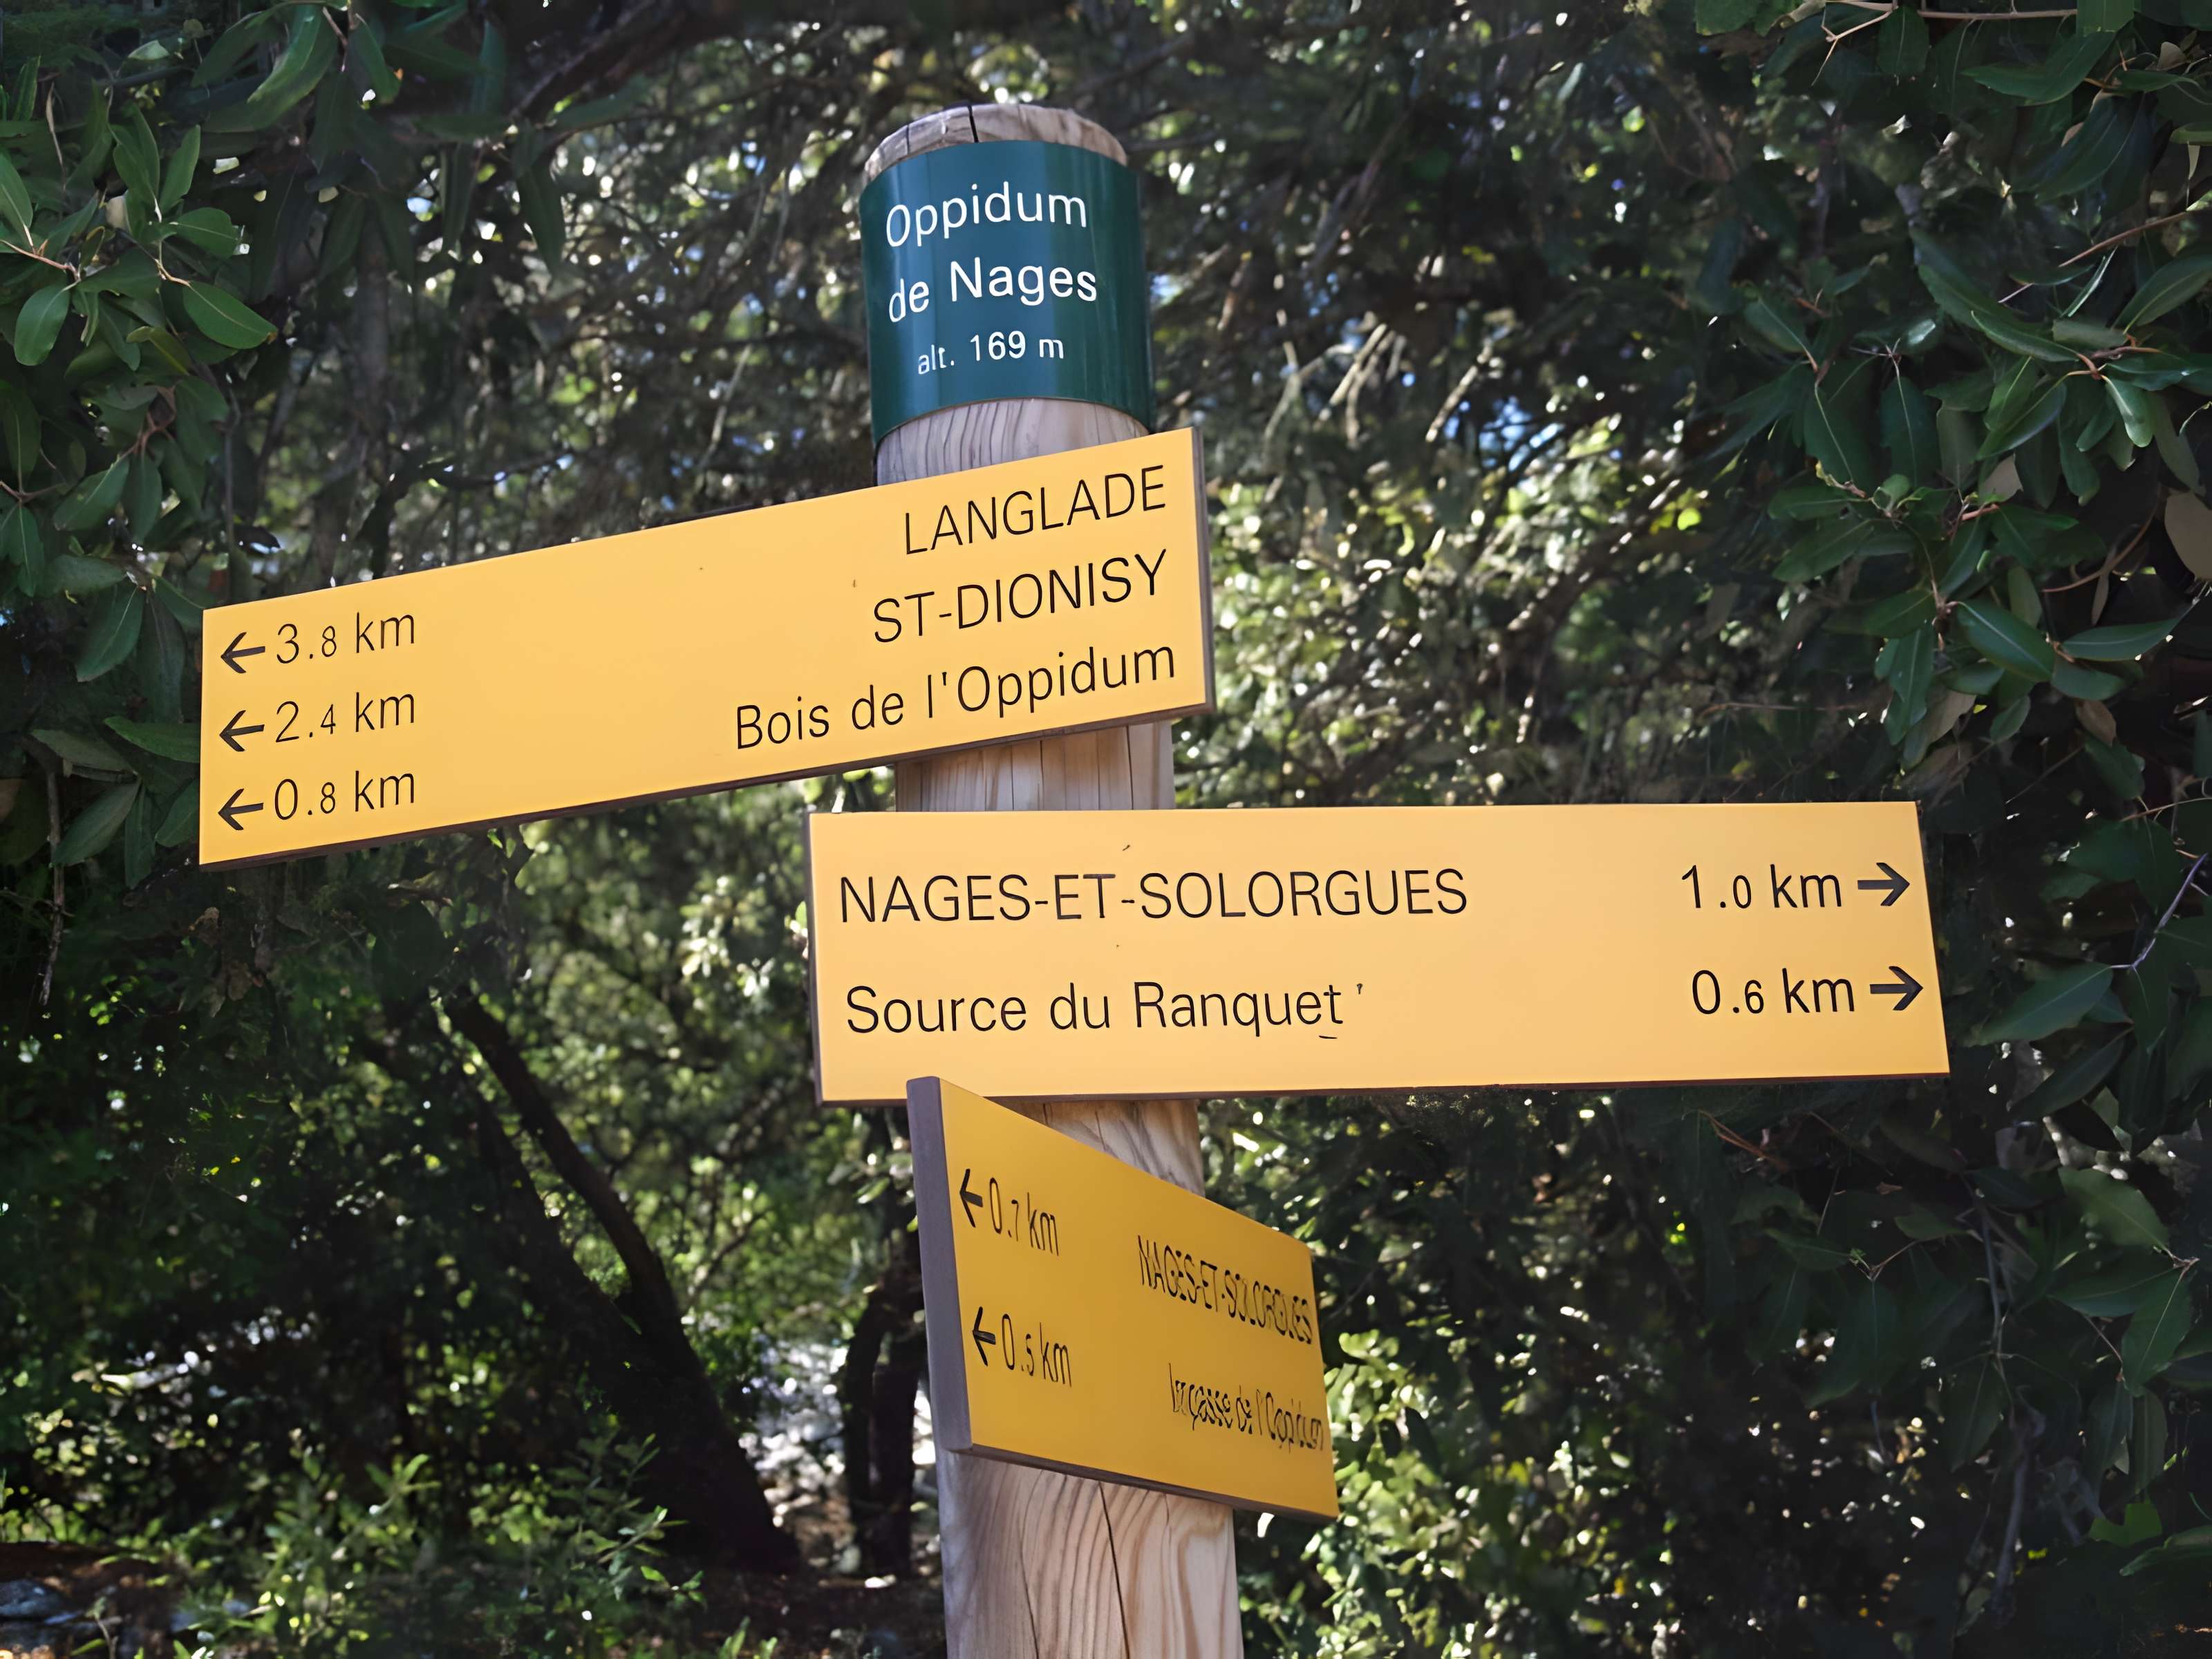 Oppidum
de Nages
alt. 169 m
LANGLADE
←3.8 km
ST-DIONISY
←2.4 km
Bois de l'Oppidum
←0.8 km
NAGES-ET-SOLORGUES 1.0 km→
Source du Ranquet 0.6 km→
←0.7 km NAGES-ET-SOLORGUES
←0.5 km de l'Oppidum